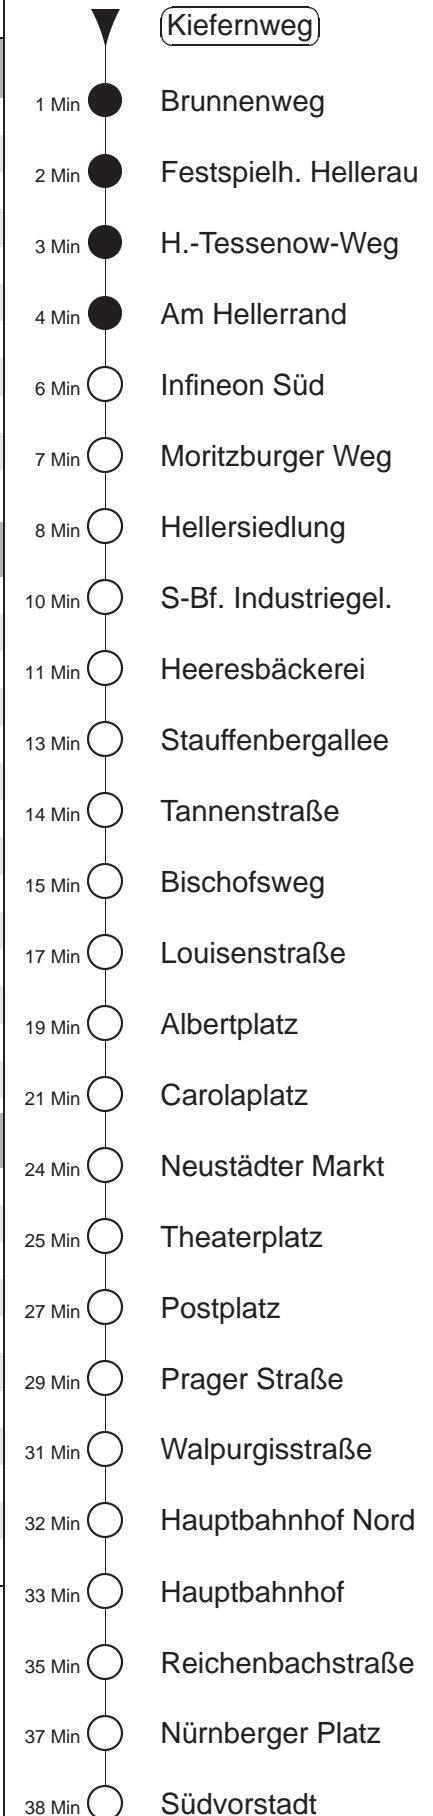 Kiefernweg
1 Min Brunnenweg
2 Min Festspielh. Hellerau
3 Min H.-Tessenow-Weg
4 Min Am Hellerrand
6 Min Infineon Süd
7 Min Moritzburger Weg
8 Min Hellersiedlung
10 Min S-Bf. Industriegel.
11 Min Heeresbäckerei
13 Min Stauffenbergallee
14 Min Tannenstraße
15 Min Bischofsweg
17 Min Louisenstraße
19 Min Albertplatz
21 Min Carolaplatz
24 Min Neustädter Markt
25 Min Theaterplatz
27 Min Postplatz
29 Min Prager Straße
31 Min Walpurgisstraße
32 Min Hauptbahnhof Nord
33 Min Hauptbahnhof
35 Min Reichenbachstraße
37 Min Nürnberger Platz
38 Min Südvorstadt